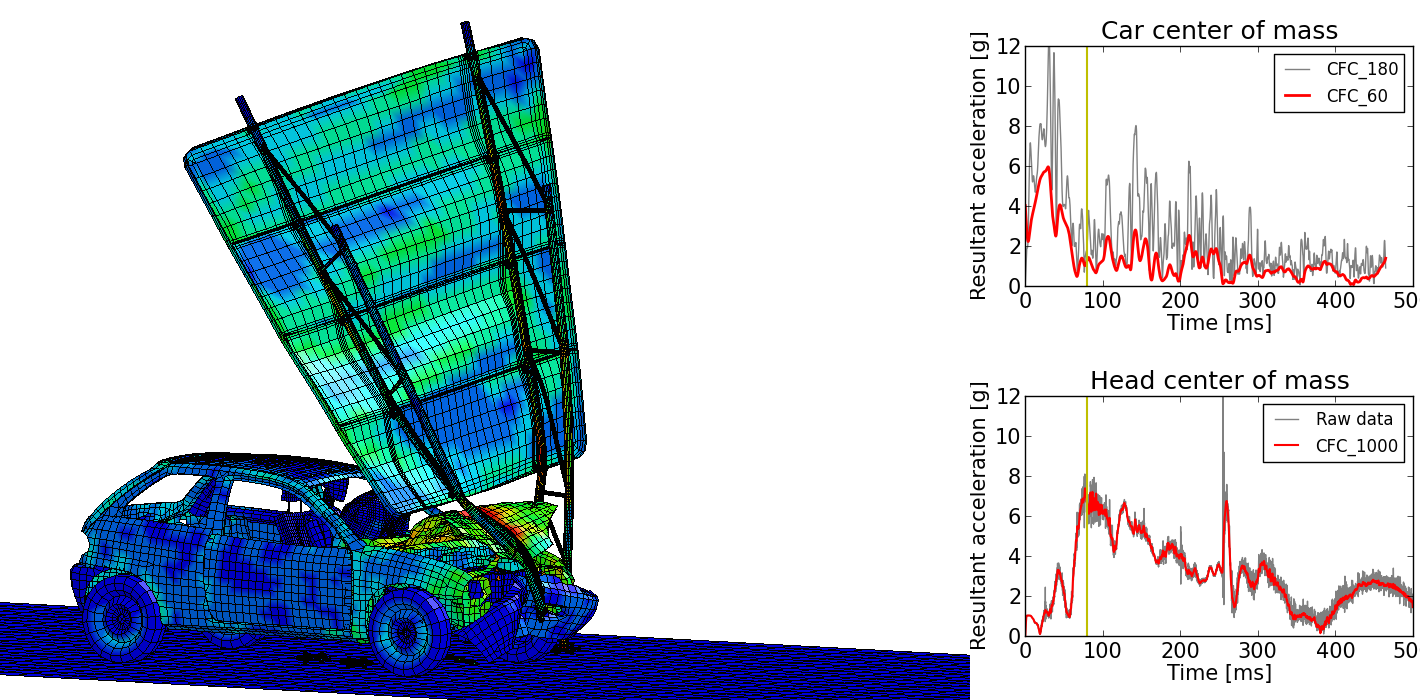 Car center of mass
Resultant acceleration [g]
12
10
8
6
4
2
0
CFC_180
CFC_60
0 100 200 300 400 50
Time [ms]
Head center of mass
Resultant acceleration [g]
12
10
8
6
4
2
0
Raw data
CFC_1000
0 100 200 300 400 50
Time [ms]